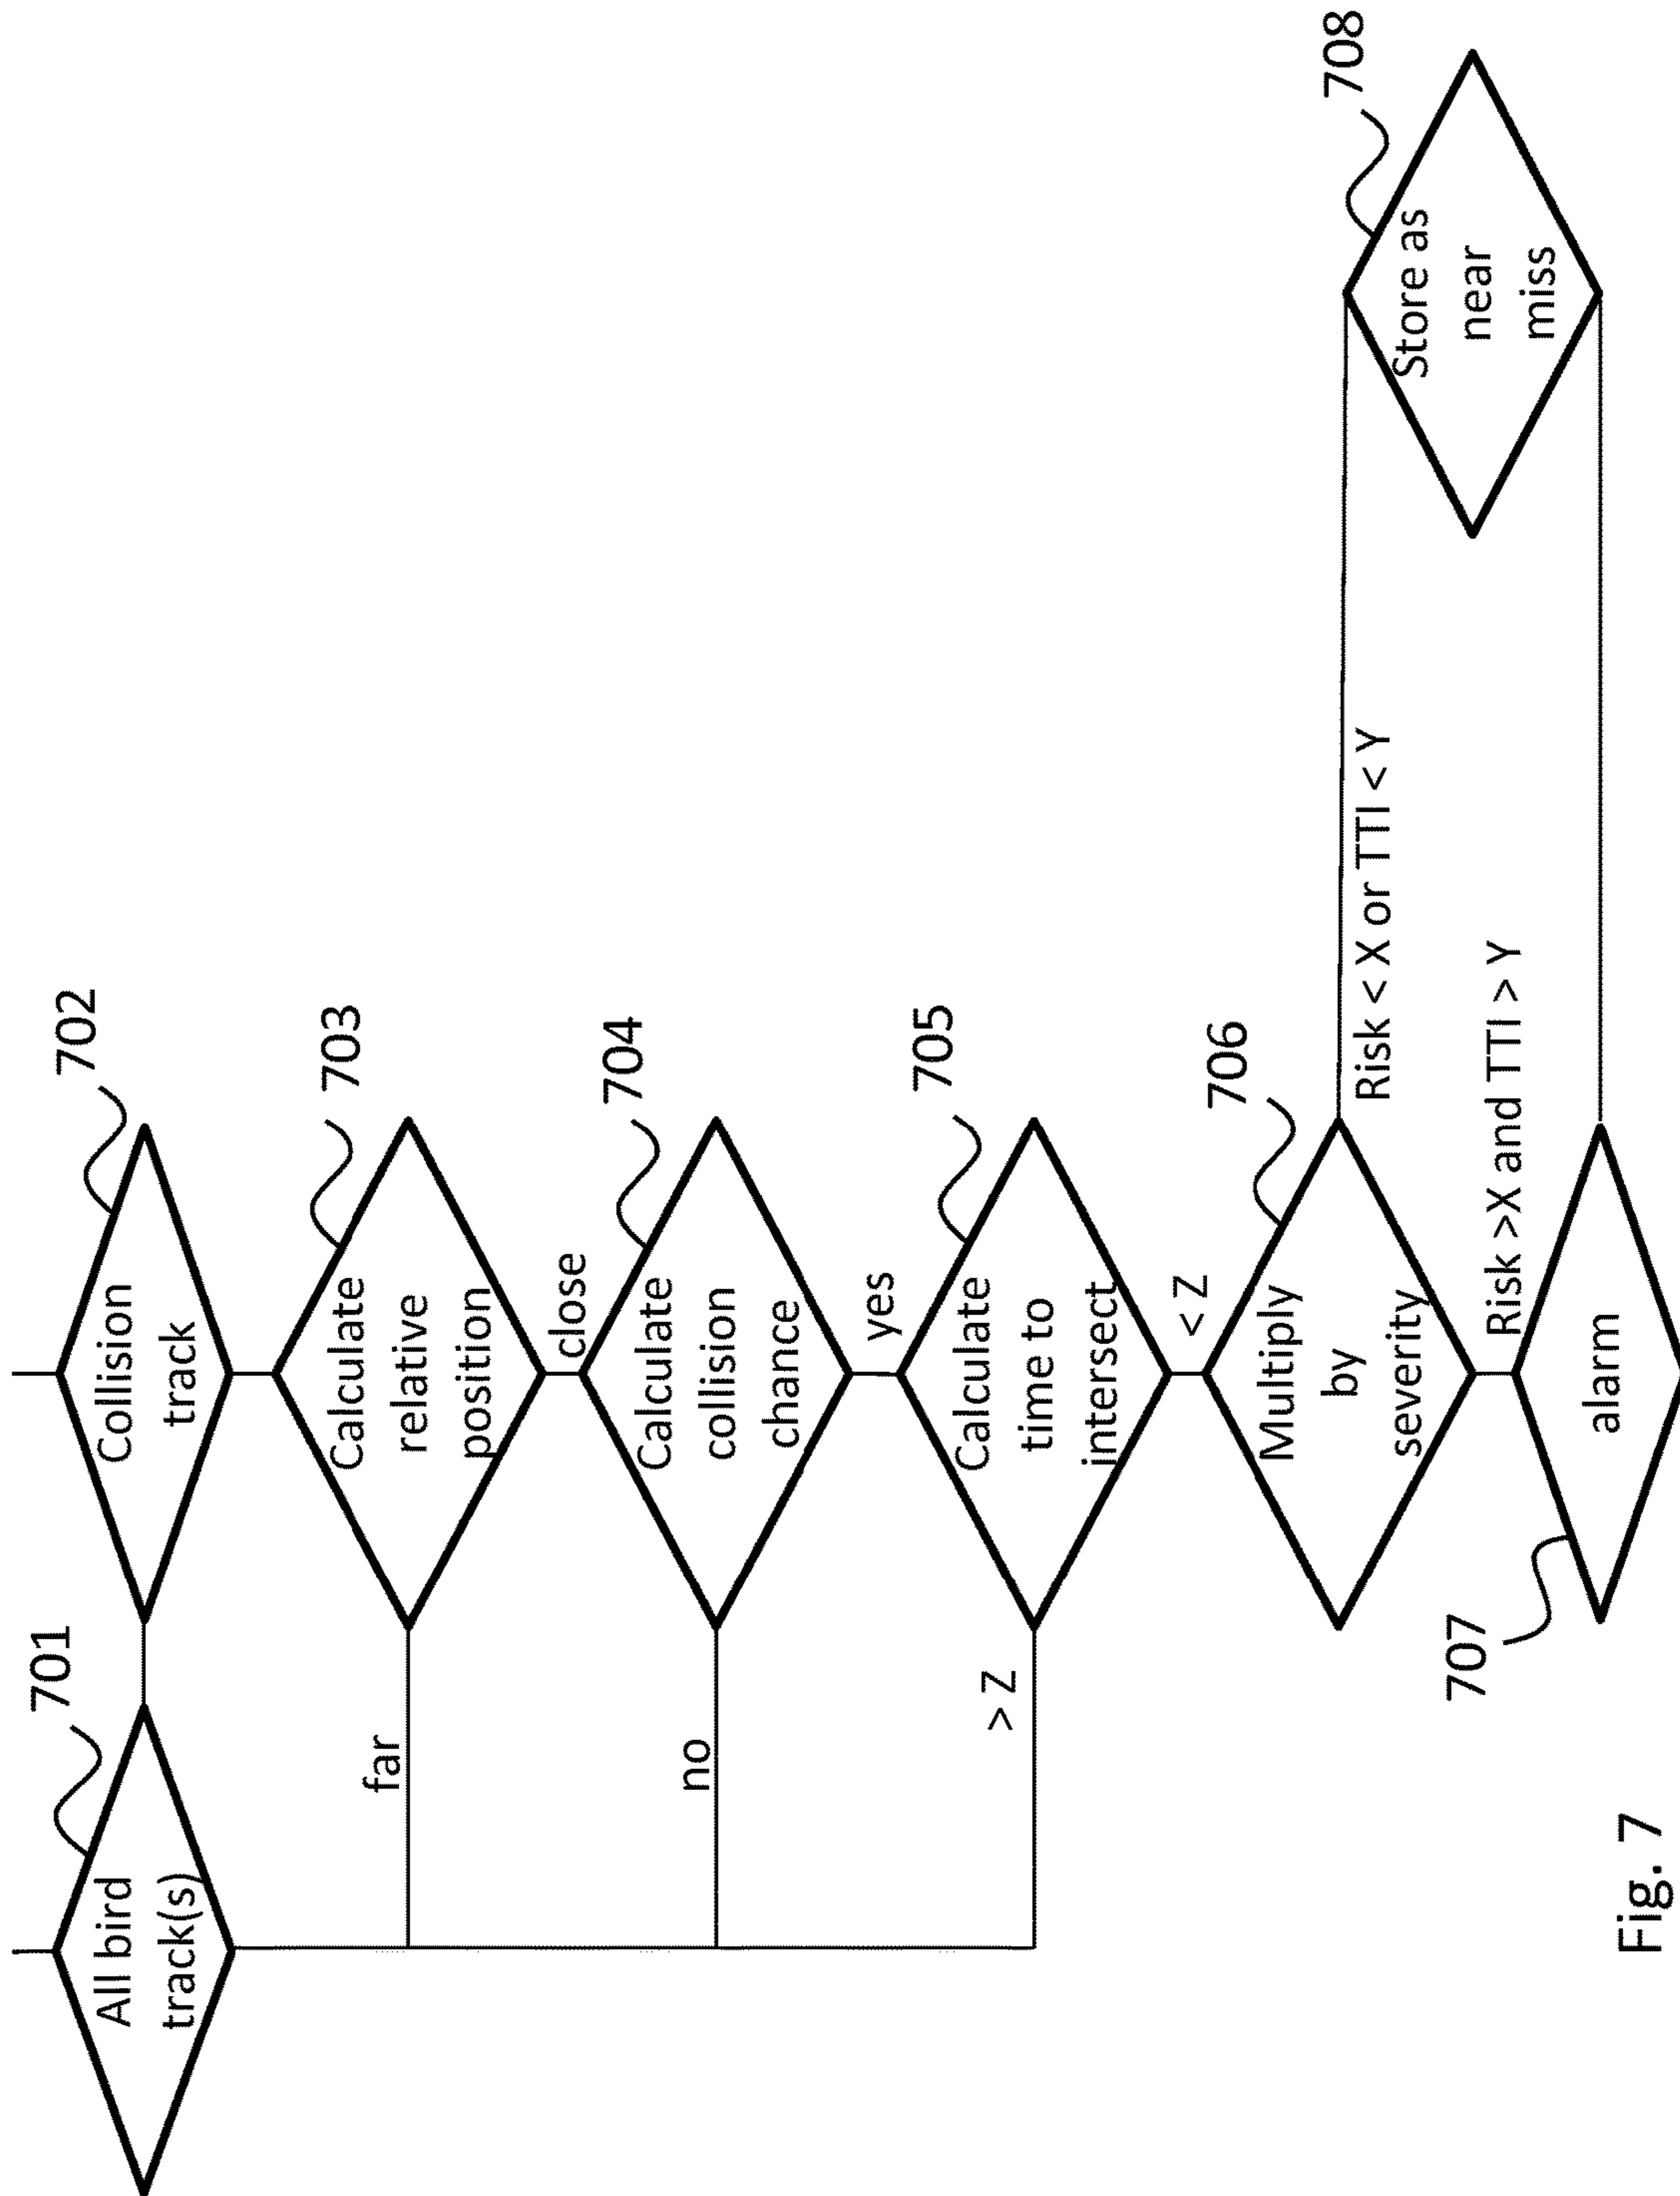 701
All bird
track(s)
702
Collision
track
703
Calculate
relative
position
far
close
704
Calculate
collision
chance
no
yes
705
Calculate
time to
intersect
> Z
< Z
706
Multiply
by
severity
Risk < X or TTI < Y
708
Store as
near
miss
Risk >X and TTI > Y
707
alarm
Fig. 7